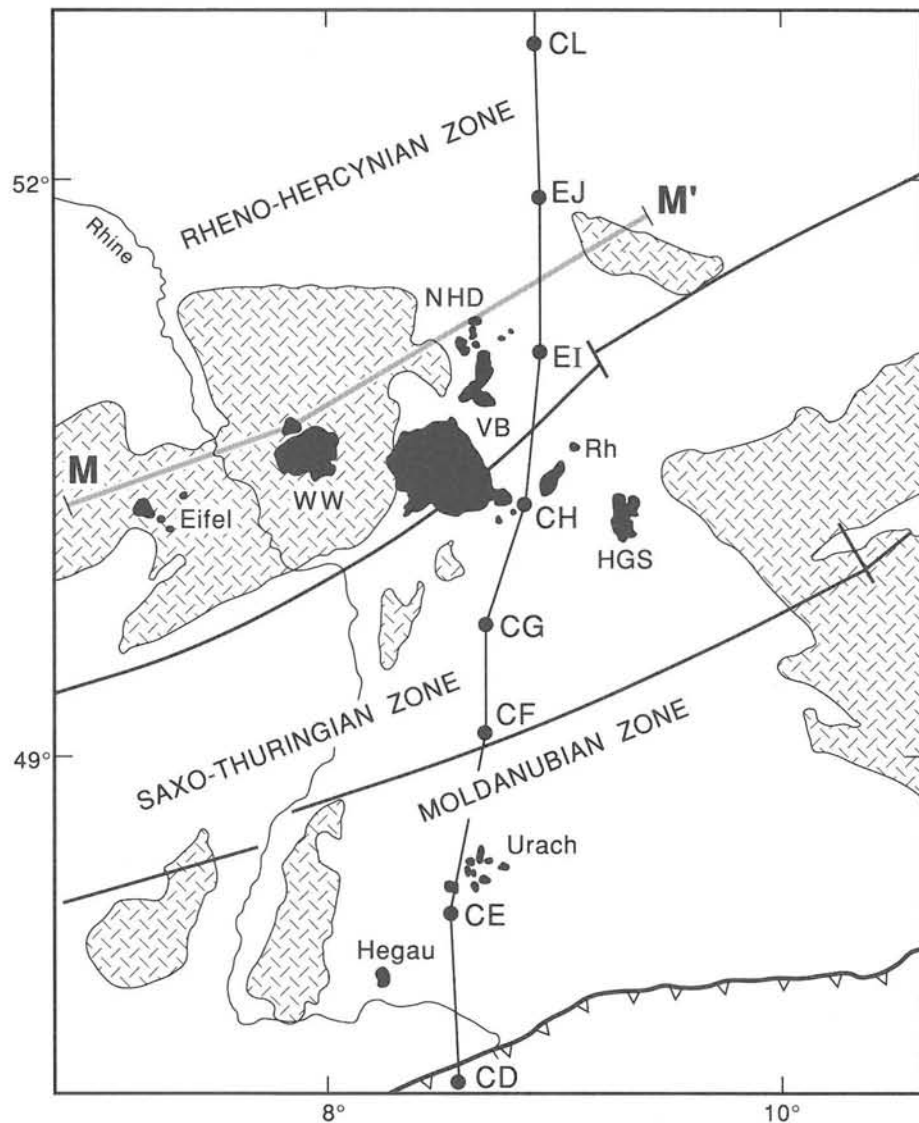 CL
RHENO-HERCYNIAN ZONE
52°
EJ
M'
Rhine
NHD
EI
VB
Rh
M
WW
Eifel
CH
HGS
CG
CF
SAXO-THURINGIAN ZONE
49°
MOLDANUBIAN ZONE
Urach
CE
Hegau
CD
8°
10°